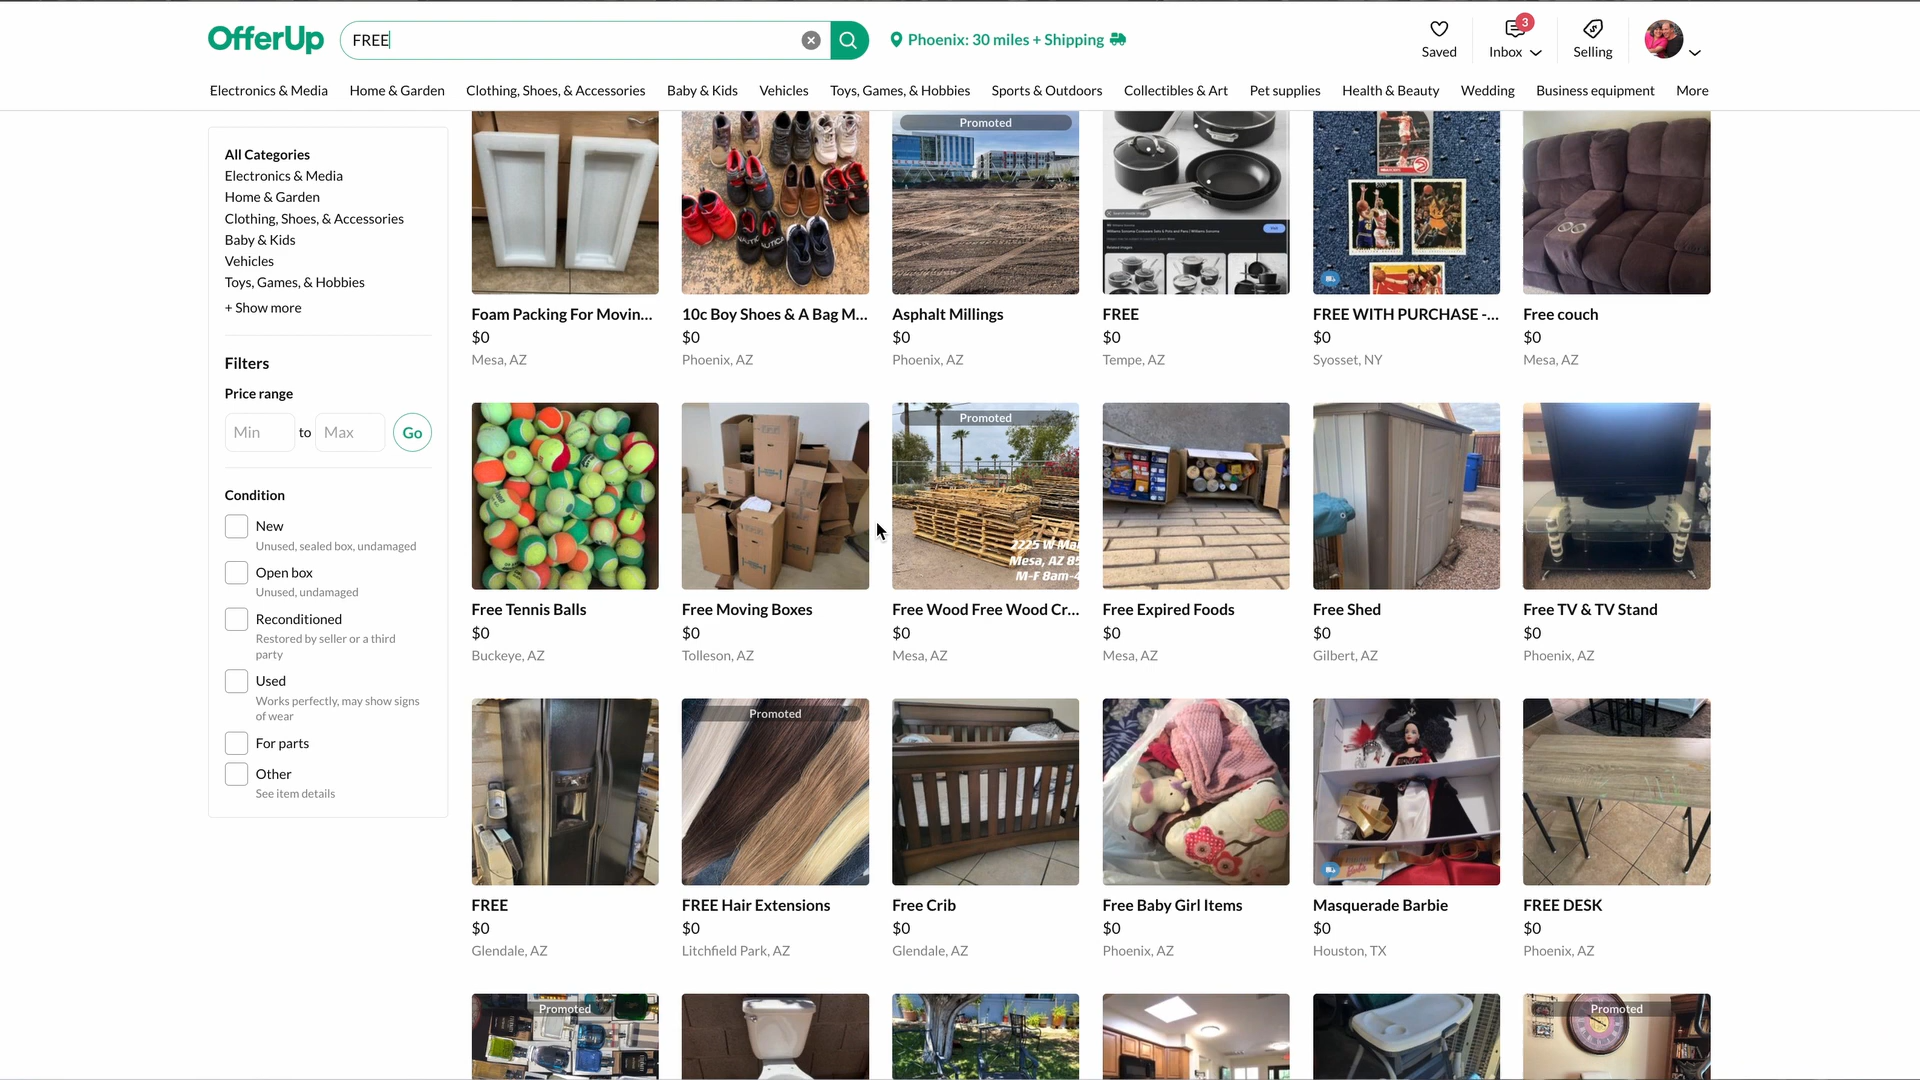 OfferUp
FREE
Phoenix: 30 miles + Shipping
Saved
3
Inbox
Selling
Electronics & Media
Home & Garden
Clothing, Shoes, & Accessories
Baby & Kids
Vehicles
Toys, Games, & Hobbies
Sports & Outdoors
Collectibles & Art
Pet supplies
Health & Beauty
Wedding
Business equipment
More
All Categories
Electronics & Media
Home & Garden
Clothing, Shoes, & Accessories
Baby & Kids
Vehicles
Toys, Games, & Hobbies
+ Show more
Filters
Price range
Min
to
Max
Go
Condition
New
Unused, sealed box, undamaged
Open box
Unused, undamaged
Reconditioned
Restored by seller or a third
party
Used
Works perfectly, may show signs
of wear
For parts
Other
See item details
Foam Packing For Movin...
$0
Mesa, AZ
10c Boy Shoes & A Bag M...
$0
Phoenix, AZ
Promoted
Asphalt Millings
$0
Phoenix, AZ
FREE
$0
Tempe, AZ
FREE WITH PURCHASE -...
$0
Syosset, NY
Free couch
$0
Mesa, AZ
Free Tennis Balls
$0
Buckeye, AZ
Free Moving Boxes
$0
Tolleson, AZ
Promoted
2225 W Mai
Mesa, AZ 85
M-F 8am-4
Free Wood Free Wood Cr...
$0
Mesa, AZ
Free Expired Foods
$0
Mesa, AZ
Free Shed
$0
Gilbert, AZ
Free TV & TV Stand
$0
Phoenix, AZ
FREE
$0
Glendale, AZ
Promoted
FREE Hair Extensions
$0
Litchfield Park, AZ
Free Crib
$0
Glendale, AZ
Free Baby Girl Items
$0
Phoenix, AZ
Masquerade Barbie
$0
Houston, TX
FREE DESK
$0
Phoenix, AZ
Promoted
Promoted